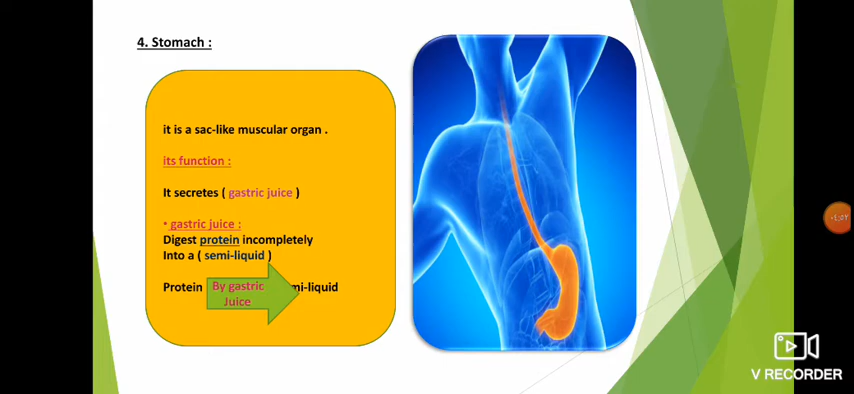 4. Stomach :
it is a sac-like muscular organ .
its function :
It secretes ( gastric juice )
• gastric juice :
Digest protein incompletely
Into a ( semi-liquid )
Protein By gastric Juice mi-liquid
V RECORDER